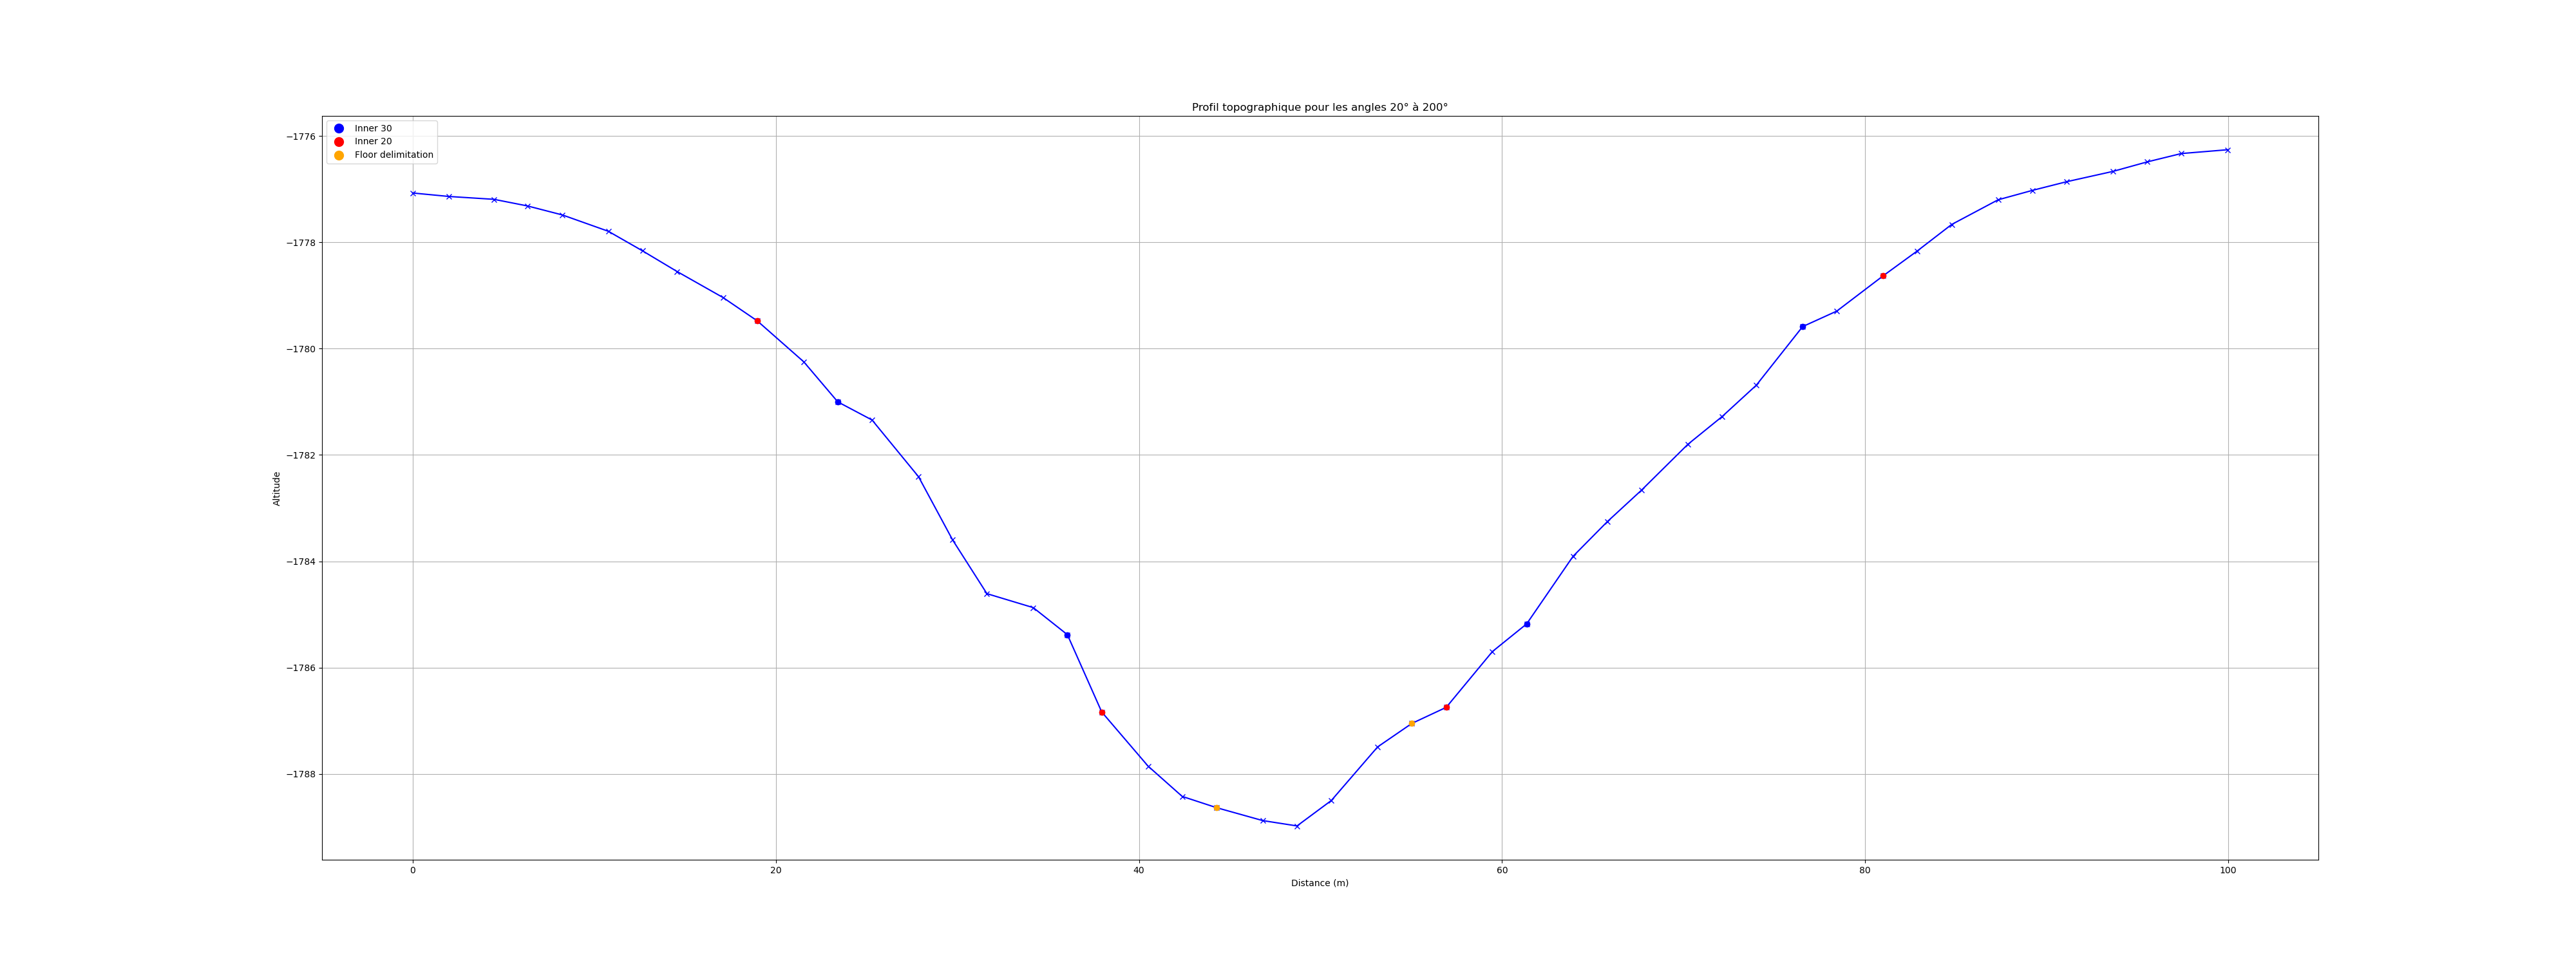 Profil topographique pour les angles 20° à 200°
Inner 30
Inner 20
Floor delimitation
−1776
−1778
−1780
−1782
−1784
−1786
−1788
Altitude
0 20 40 60 80 100
Distance (m)